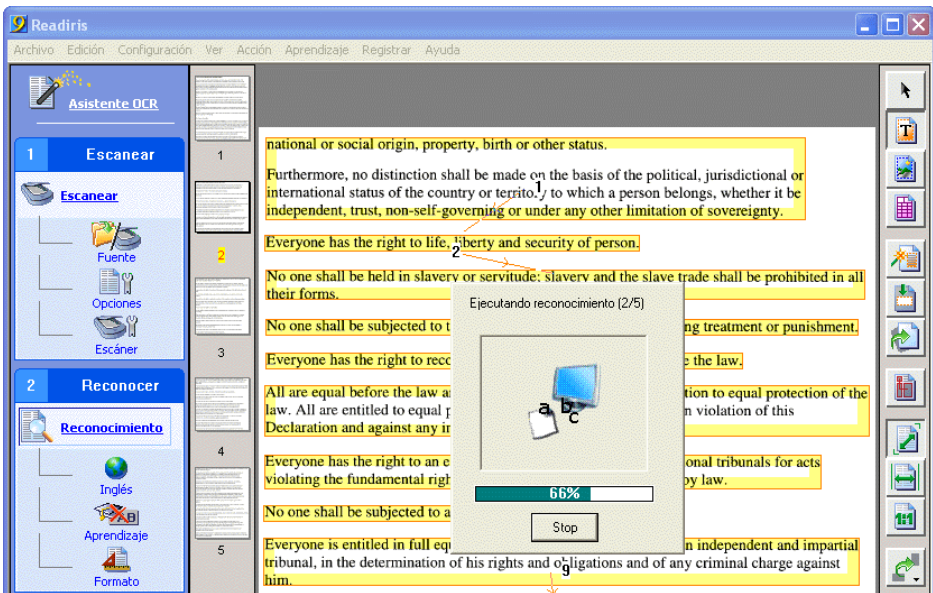 Readiris
Archivo Edición Configuración Ver Acción Aprendizaje Registrar Ayuda
Asistente OCR
1 Escanear
Escanear
Fuente
Opciones
Escáner
2 Reconocer
Reconocimiento
Inglés
Aprendizaje
Formato
1
2
3
4
5
national or social origin, property, birth or other status.
Furthermore, no distinction shall be made on the basis of the political, jurisdictional or
1
international status of the country or territory to which a person belongs, whether it be
independent, trust, non-self-governing or under any other limitation of sovereignty.
Everyone has the right to life, liberty and security of person.
2
No one shall be held in slavery or servitude; slavery and the slave trade shall be prohibited in all
their forms.
No one shall be subjected to t
ng treatment or punishment.
Everyone has the right to reco
e the law.
All are equal before the law a
tion to equal protection of the
law. All are entitled to equal p
n violation of this
Declaration and against any in
Everyone has the right to an e
onal tribunals for acts
violating the fundamental righ
by law.
No one shall be subjected to a
Everyone is entitled in full equ
n independent and impartial
tribunal, in the determination of his rights and obligations and of any criminal charge against
9
him.
Ejecutando reconocimiento (2/5)
a b c
66%
Stop
T
1:1